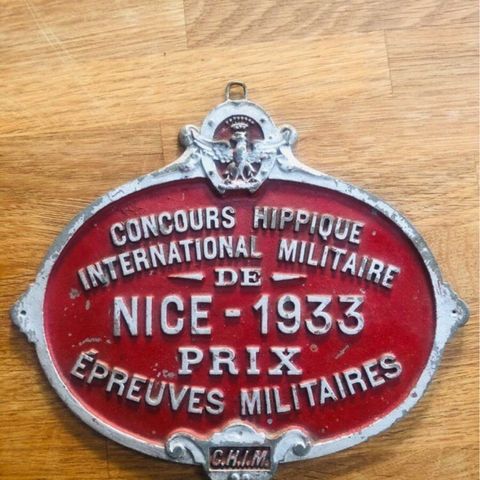 CONCOURS HIPPIQUE
INTERNATIONAL MILITAIRE
DE
NICE - 1933
PRIX
ÉPREUVES MILITAIRES
C.H.I.M.